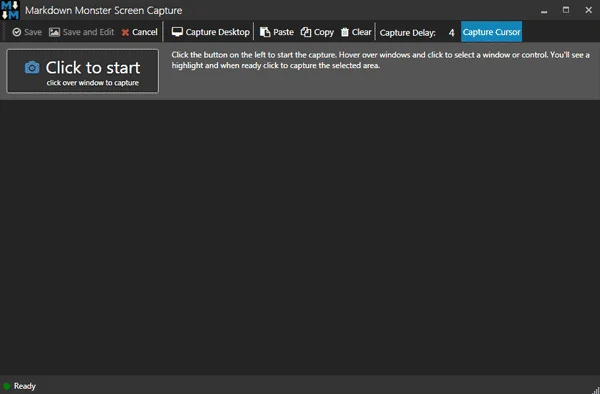 Markdown Monster Screen Capture
Save Save and Edit Cancel Capture Desktop Paste Copy Clear Capture Delay: 4 Capture Cursor
Click to start
click over window to capture
Click the button on the left to start the capture. Hover over windows and click to select a window or control. You'll see a
highlight and when ready click to capture the selected area.
Ready